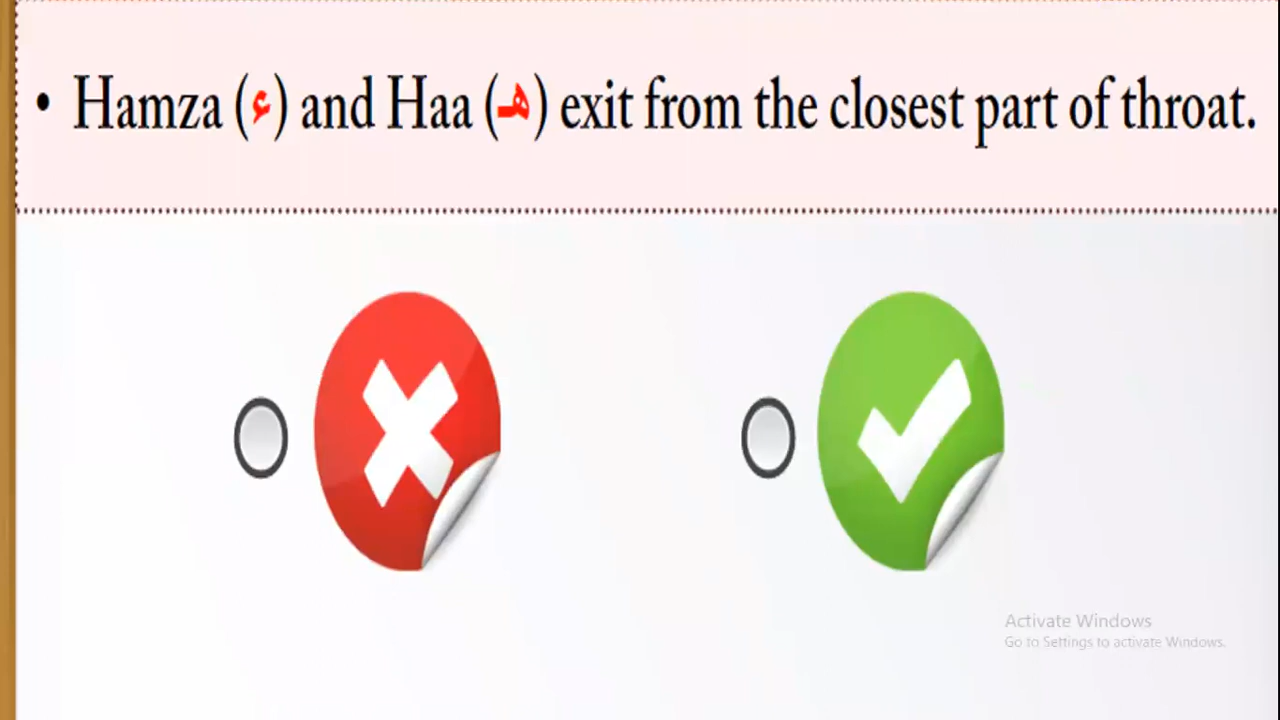 • Hamza (ء) and Haa (هـ) exit from the closest part of throat.
Activate Windows
Go to Settings to activate Windows.